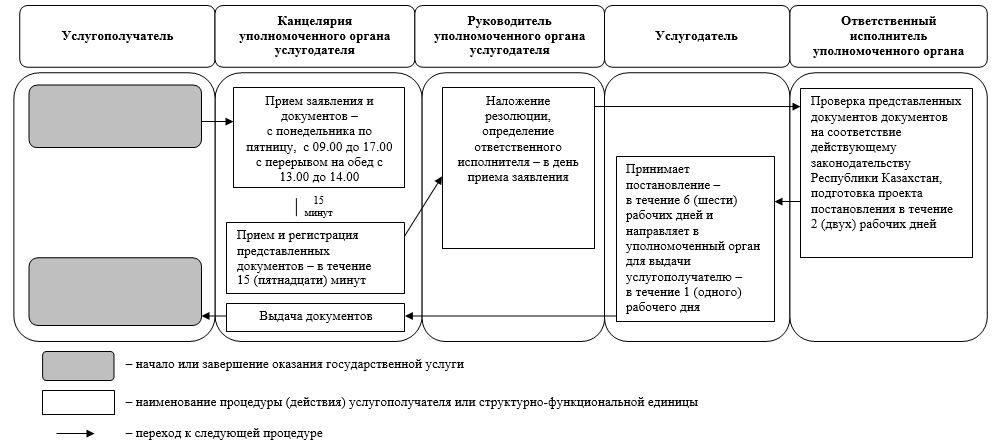 Услугополучатель
Канцелярия
уполномоченного органа
услугодателя
Руководитель
уполномоченного органа
услугодателя
Услугодатель
Ответственный
исполнитель
уполномоченного органа
Прием заявления и
документов –
с понедельника по
пятницу, с 09.00 до 17.00
с перерывом на обед с
13.00 до 14.00
15
минут
Прием и регистрация
представленных
документов – в течение
15 (пятнадцати) минут
Выдача документов
Наложение
резолюции,
определение
ответственного
исполнителя – в день
приема заявления
Принимает
постановление –
в течение 6 (шести)
рабочих дней и
направляет в
уполномоченный орган
для выдачи
услугополучателю –
в течение 1 (одного)
рабочего дня
Проверка представленных
документов документов
на соответствие
действующему
законодательству
Республики Казахстан,
подготовка проекта
постановления в течение
2 (двух) рабочих дней
– начало или завершение оказания государственной услуги
– наименование процедуры (действия) услугополучателя или структурно-функциональной единицы
– переход к следующей процедуре